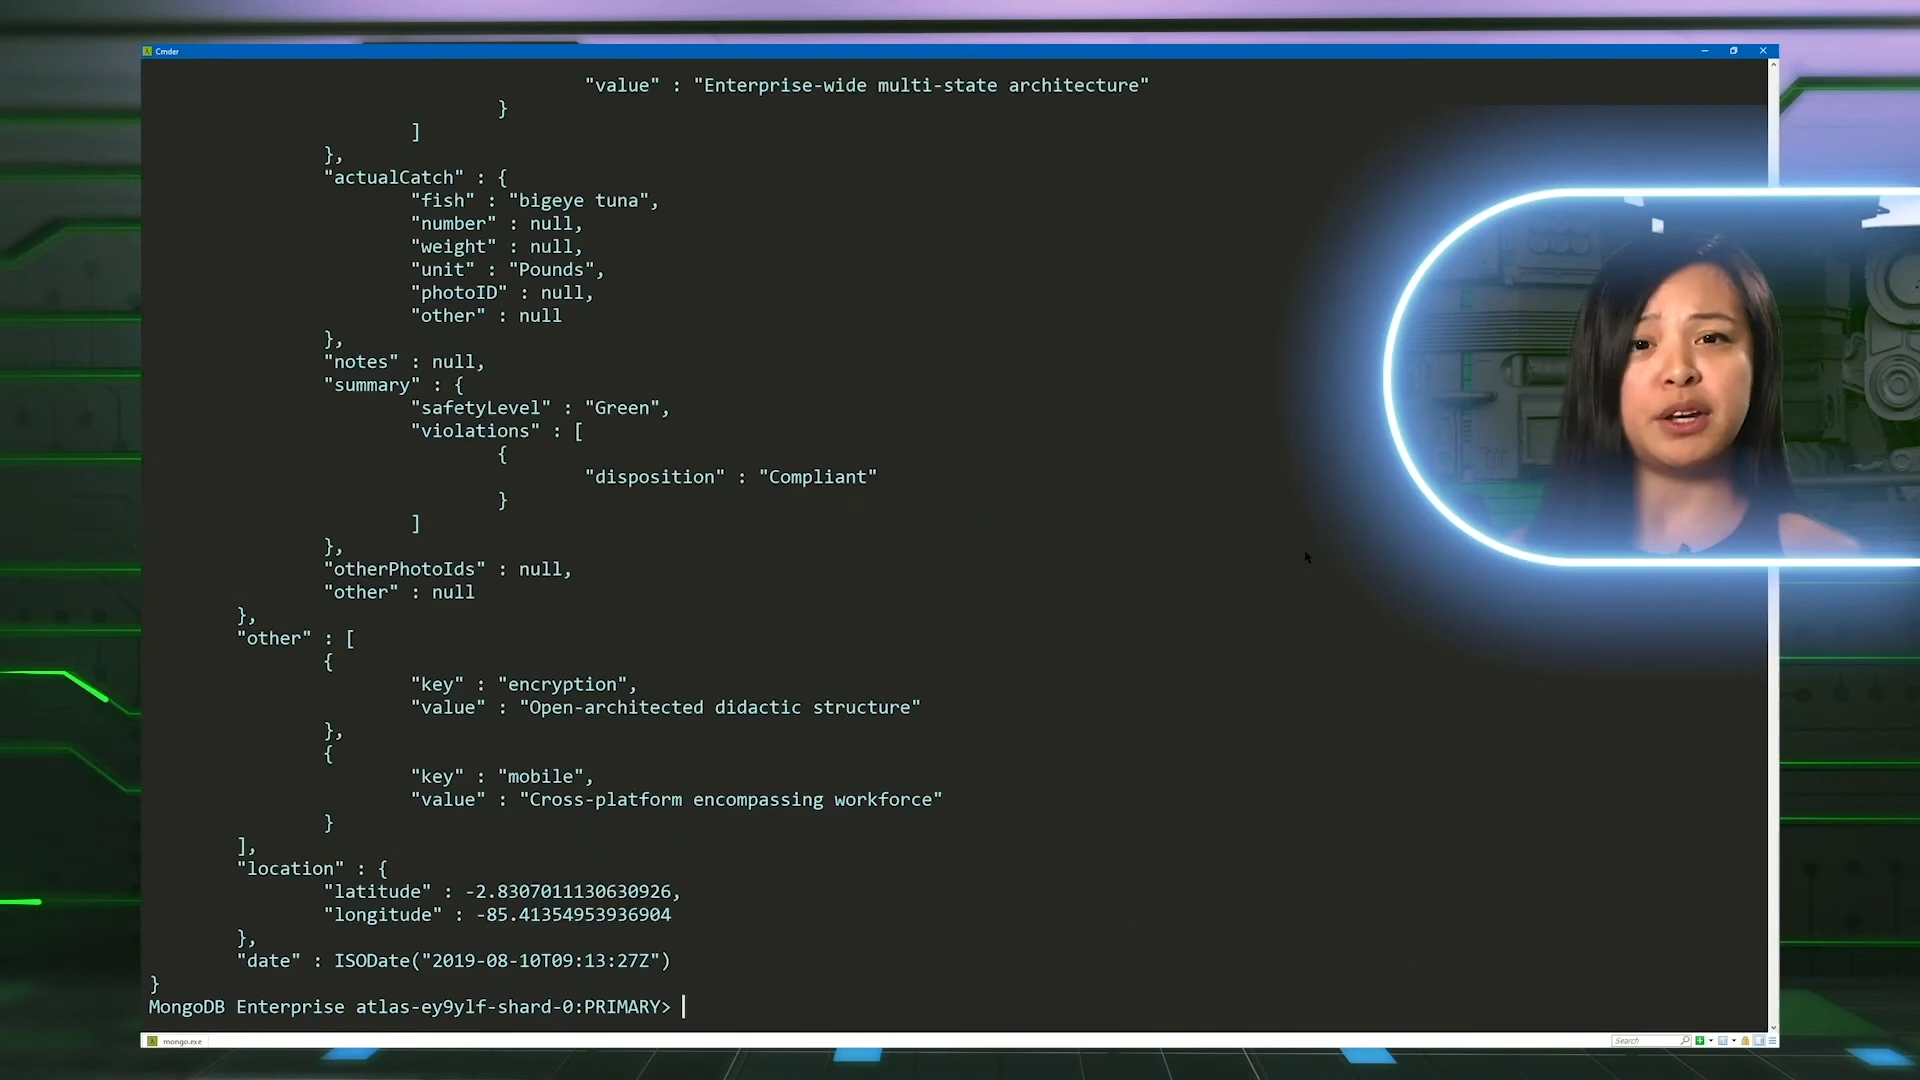 Cmder
"value" : "Enterprise-wide multi-state architecture"
}
]
},
"actualCatch" : {
"fish" : "bigeye tuna",
"number" : null,
"weight" : null,
"unit" : "Pounds",
"photoID" : null,
"other" : null
},
"notes" : null,
"summary" : {
"safetyLevel" : "Green",
"violations" : [
{
"disposition" : "Compliant"
}
]
},
"otherPhotoIds" : null,
"other" : null
},
"other" : [
{
"key" : "encryption",
"value" : "Open-architected didactic structure"
},
{
"key" : "mobile",
"value" : "Cross-platform encompassing workforce"
}
],
"location" : {
"latitude" : -2.8307011130630926,
"longitude" : -85.41354953936904
},
"date" : ISODate("2019-08-10T09:13:27Z")
}
MongoDB Enterprise atlas-ey9ylf-shard-0:PRIMARY>
mongo.exe
Search